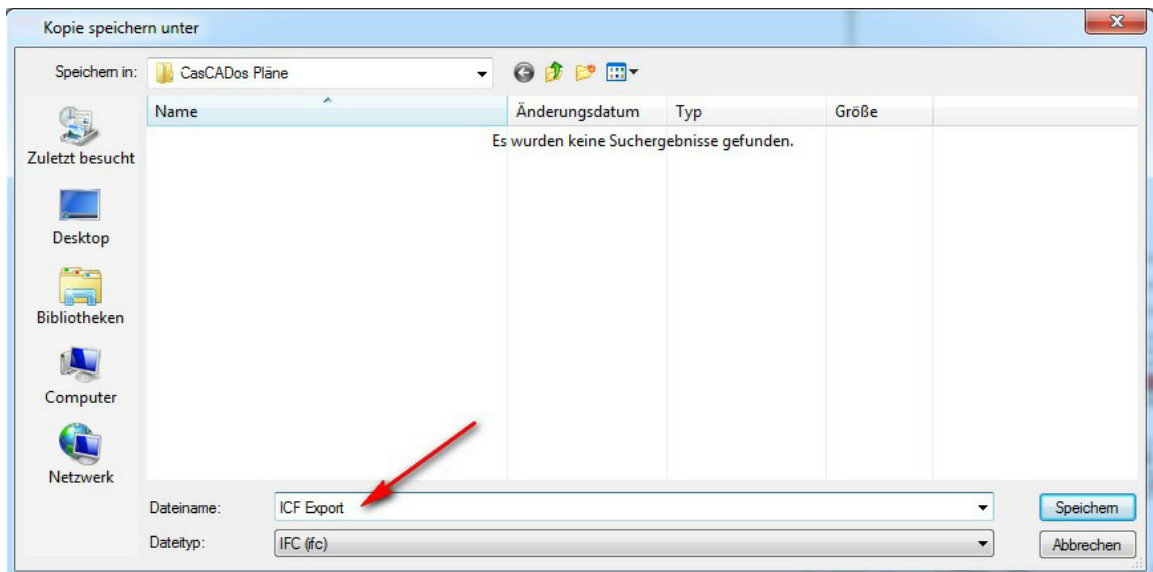 Kopie speichern unter
Speichern in: CasCADos Pläne
Name Änderungsdatum Typ Größe
Es wurden keine Suchergebnisse gefunden.
Zuletzt besucht
Desktop
Bibliotheken
Computer
Netzwerk
Dateiname: ICF Export Speichern
Dateityp: IFC (ifc) Abbrechen